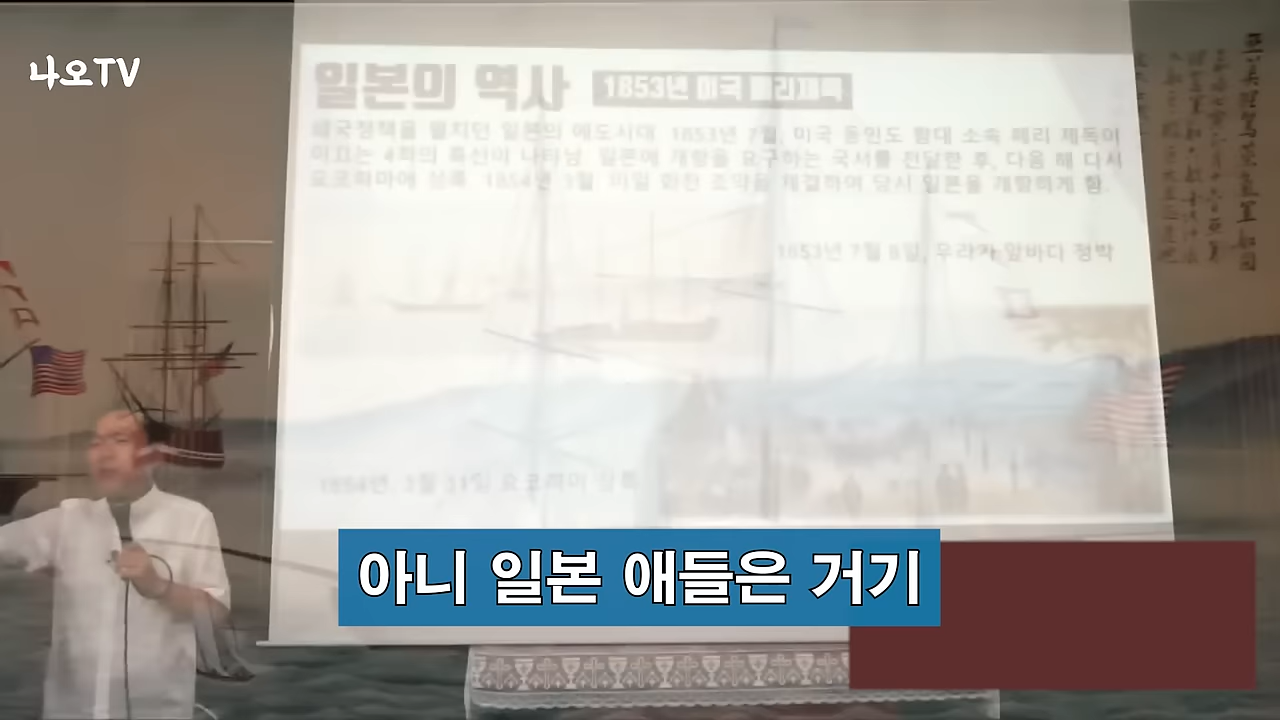 나오TV
일본의 역사 1853년 미국 페리제독
쇄국정책을 펼치던 일본의 에도시대. 1853년 7월, 미국 동인도 함대 소속 페리 제독이
이끄는 4척의 흑선이 나타남. 일본에 개항을 요구하는 국서를 전달한 후, 다음 해 다시
요코하마에 상륙. 1854년 3월 미일 화친 조약을 체결하여 당시 일본을 개항하게 함.
1853년 7월 8일, 우라가 앞바다 정박
1854년, 3월 31일 요코하마 상륙
아니 일본 애들은 거기